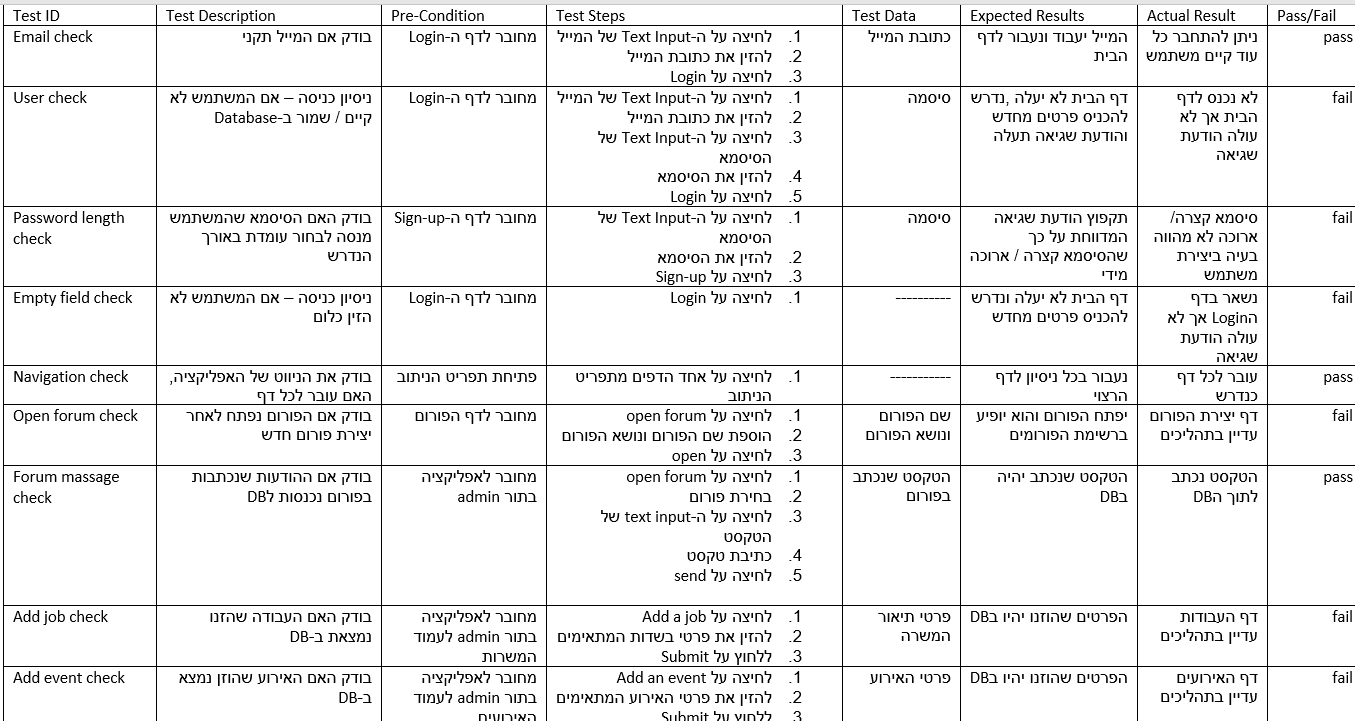 Test ID Test Description Pre-Condition Test Steps Test Data Expected Results Actual Result Pass/Fail
Email check
בודק אם המייל תקני
מחובר לדף ה-Login
1. לחיצה על ה-Text Input של המייל
2. להזין את כתובת המייל
3. לחיצה על Login
כתובת המייל
המייל יעבוד ונעבור לדף
הבית
ניתן להתחבר כל
עוד קיים משתמש
pass
User check
ניסיון כניסה – אם המשתמש לא
קיים / שמור ב-Database
מחובר לדף ה-Login
1. לחיצה על ה-Text Input של המייל
2. להזין את כתובת המייל
3. לחיצה על ה-Text Input של
הסיסמא
4. להזין את הסיסמא
5. לחיצה על Login
סיסמה
דף הבית לא יעלה ,נדרש
להכניס פרטים מחדש
והודעת שגיאה תעלה
לא נכנס לדף
הבית אך לא
עולה הודעת
שגיאה
fail
Password length
check
בודק האם הסיסמא שהמשתמש
מנסה לבחור עומדת באורך
הנדרש
מחובר לדף ה-Sign-up
1. לחיצה על ה-Text Input של
הסיסמא
2. להזין את הסיסמא
3. לחיצה על Sign-up
סיסמה
תקפוץ הודעת שגיאה
המדווחת על כך
שהסיסמא קצרה / ארוכה
מידי
סיסמא קצרה/
ארוכה לא מהווה
בעיה ביצירת
משתמש
fail
Empty field check
ניסיון כניסה – אם המשתמש לא
הזין כלום
מחובר לדף ה-Login
1. לחיצה על Login
----------
דף הבית לא יעלה ונדרש
להכניס פרטים מחדש
נשאר בדף
הLogin אך לא
עולה הודעת
שגיאה
fail
Navigation check
בודק את הניווט של האפליקציה,
האם עובר לכל דף
פתיחת תפריט הניתוב
1. לחיצה על אחד הדפים מתפריט
הניתוב
-----------
נעבור בכל ניסיון לדף
הרצוי
עובר לכל דף
כנדרש
pass
Open forum check
בודק אם הפורום נפתח לאחר
יצירת פורום חדש
מחובר לדף הפורום
1. לחיצה על open forum
2. הוספת שם הפורום ונושא הפורום
3. לחיצה על open
שם הפורום
ונושא הפורום
יפתח הפורום והוא יופיע
ברשימת הפורומים
דף יצירת הפורום
עדיין בתהליכים
fail
Forum massage
check
בודק אם ההודעות שנכתבות
בפורום נכנסות לDB
מחובר לאפליקציה
בתור admin
1. לחיצה על open forum
2. בחירת פורום
3. לחיצה על ה-text input של
הטקסט
4. כתיבת טקסט
5. לחיצה על send
הטקסט שנכתב
בפורום
הטקסט שנכתב יהיה
בDB
הטקסט נכתב
לתוך הDB
pass
Add job check
בודק האם העבודה שהזנו
נמצאת ב-DB
מחובר לאפליקציה
בתור admin לעמוד
המשרות
1. לחיצה על Add a job
2. להזין את פרטי בשדות המתאימים
3. ללחוץ על Submit
פרטי תיאור
המשרה
הפרטים שהוזנו יהיו בDB
דף העבודות
עדיין בתהליכים
fail
Add event check
בודק האם האירוע שהוזן נמצא
ב-DB
מחובר לאפליקציה
בתור admin לעמוד
האירועים
1. לחיצה על Add an event
2. להזין את פרטי האירוע המתאימים
3. ללחוץ על Submit
פרטי האירוע
הפרטים שהוזנו יהיו בDB
דף האירועים
עדיין בתהליכים
fail